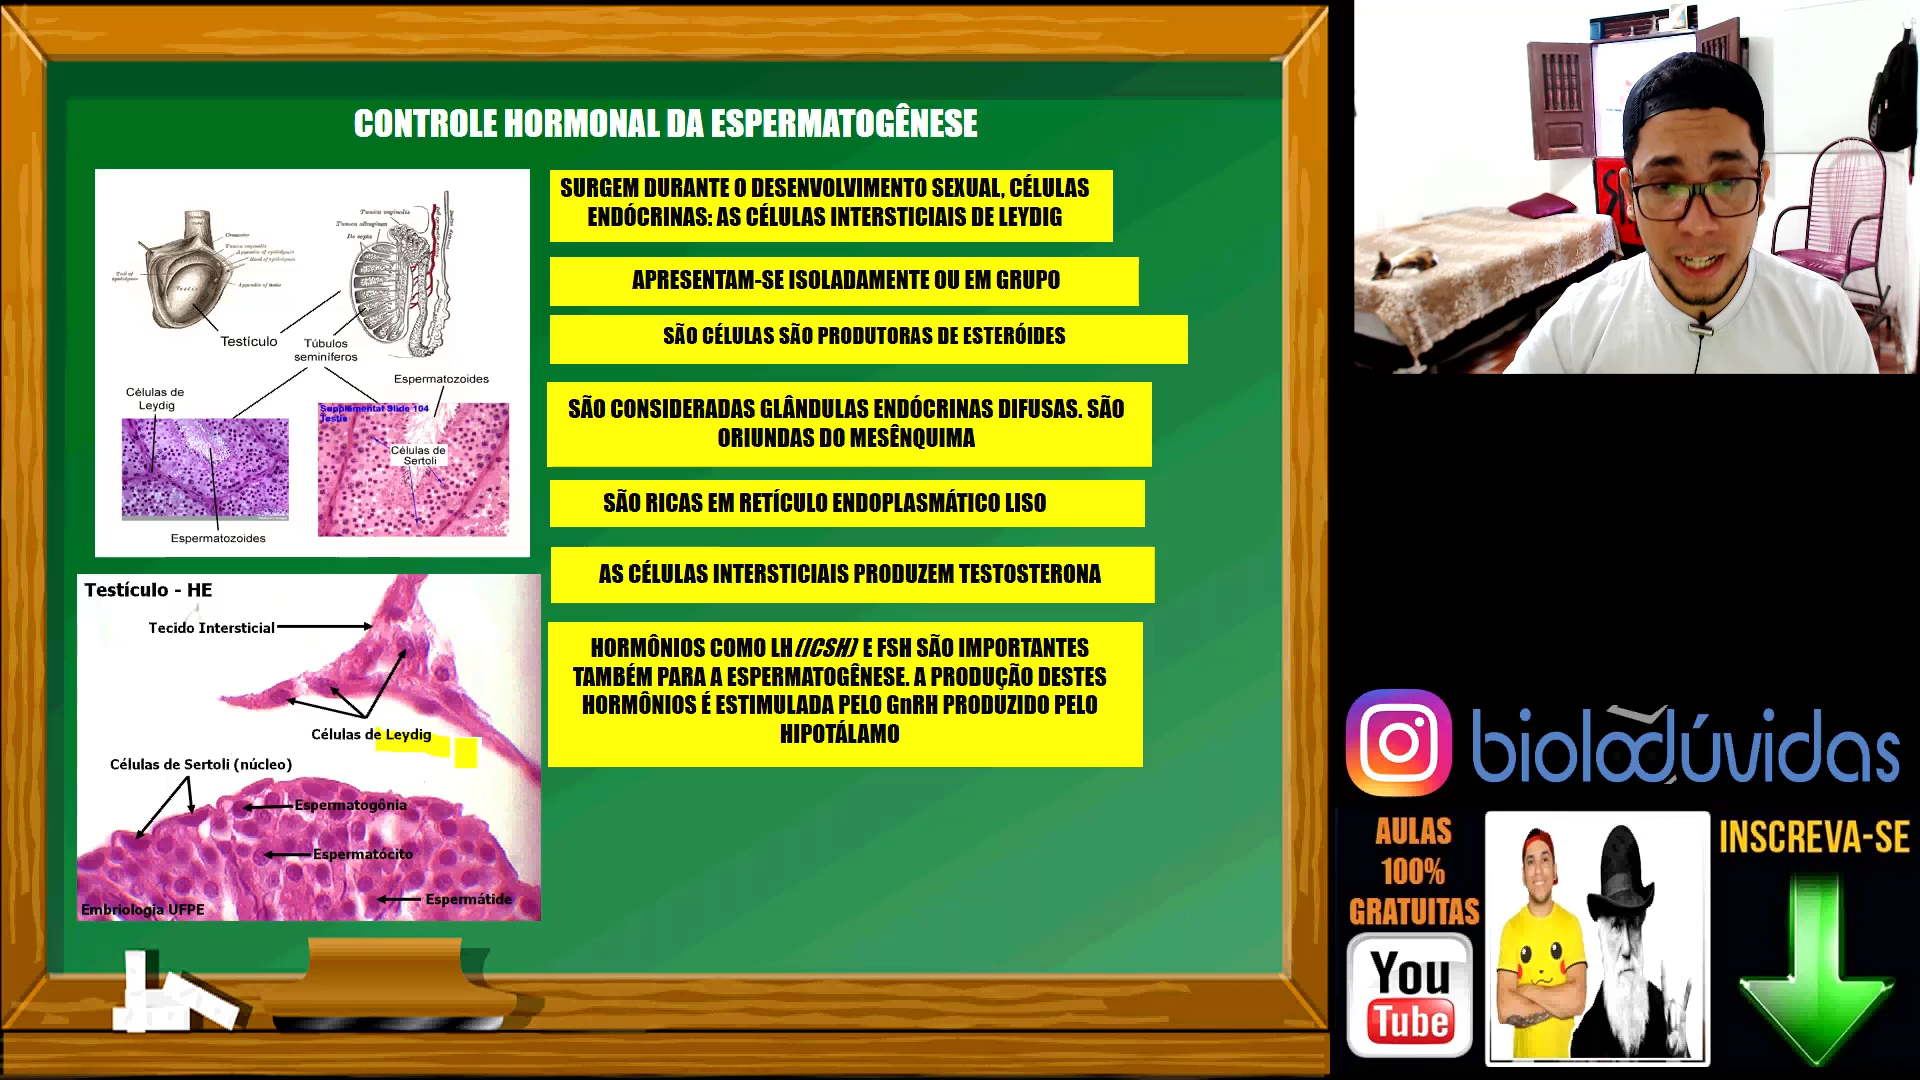 CONTROLE HORMONAL DA ESPERMATOGÊNESE
Testículo
Túbulos
seminíferos
Células de
Leydig
Espermatozoides
Supplemental Slide 104
Testis
Células de
Sertoli
Espermatozoides
SURGEM DURANTE O DESENVOLVIMENTO SEXUAL, CÉLULAS
ENDÓCRINAS: AS CÉLULAS INTERSTICIAIS DE LEYDIG
APRESENTAM-SE ISOLADAMENTE OU EM GRUPO
SÃO CÉLULAS SÃO PRODUTORAS DE ESTERÓIDES
SÃO CONSIDERADAS GLÂNDULAS ENDÓCRINAS DIFUSAS. SÃO
ORIUNDAS DO MESÊNQUIMA
SÃO RICAS EM RETÍCULO ENDOPLASMÁTICO LISO
AS CÉLULAS INTERSTICIAIS PRODUZEM TESTOSTERONA
HORMÔNIOS COMO LH(ICSH) E FSH SÃO IMPORTANTES
TAMBÉM PARA A ESPERMATOGÊNESE. A PRODUÇÃO DESTES
HORMÔNIOS É ESTIMULADA PELO GnRH PRODUZIDO PELO
HIPOTÁLAMO
Testículo - HE
Tecido Intersticial
Células de Leydig
Células de Sertoli (núcleo)
Espermatogônia
Espermatócito
Espermátide
Embriologia UFPE
biolodúvidas
AULAS
100%
GRATUITAS
You
Tube
INSCREVA-SE